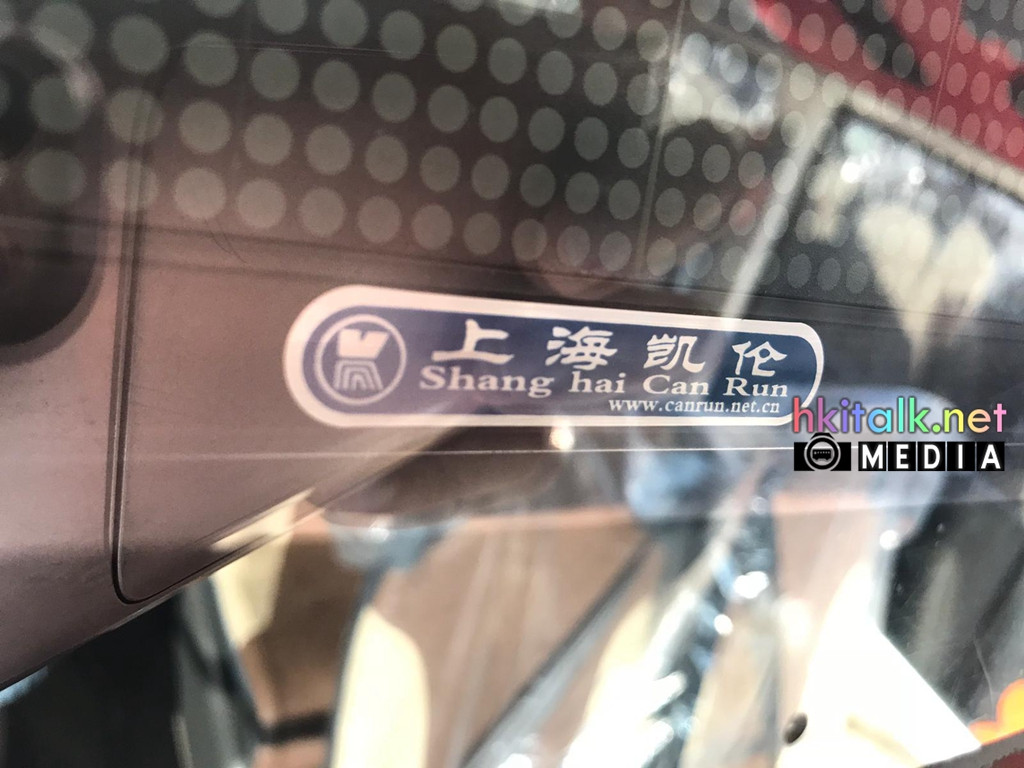 上海凯伦
Shang hai Can Run
www.canrun.net.cn
hkitalk.net
MEDIA